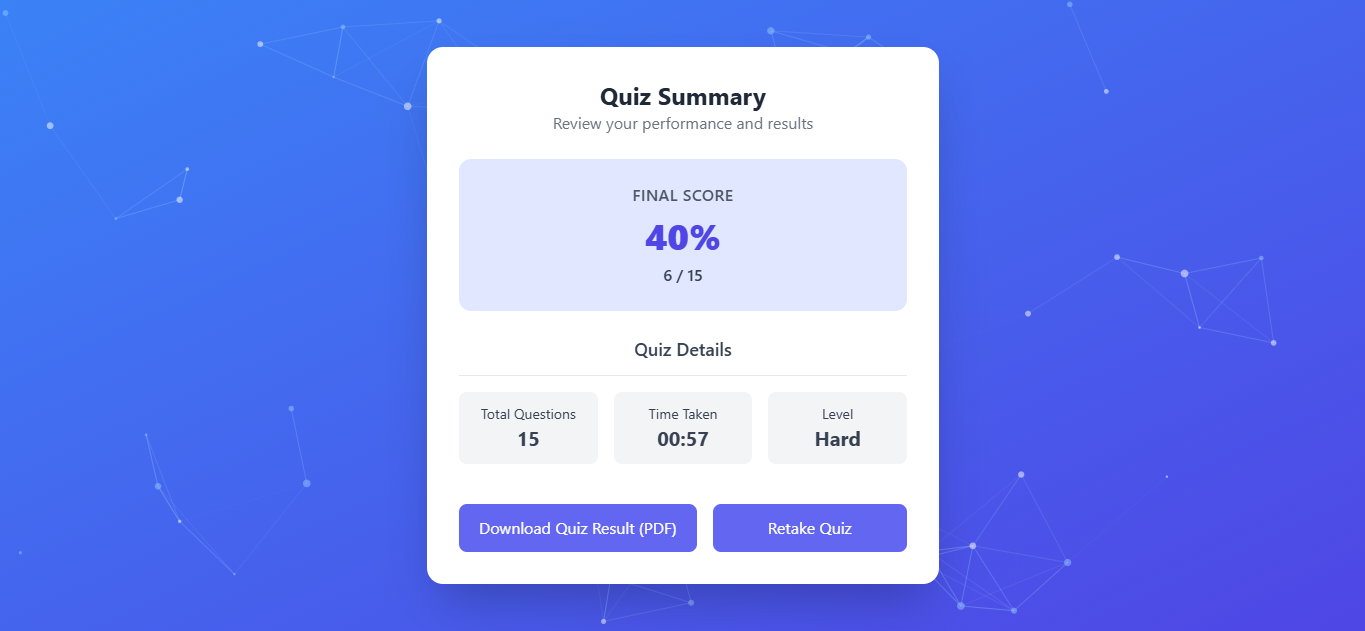 Quiz Summary
Review your performance and results
FINAL SCORE
40%
6 / 15
Quiz Details
Total Questions
15
Time Taken
00:57
Level
Hard
Download Quiz Result (PDF)
Retake Quiz